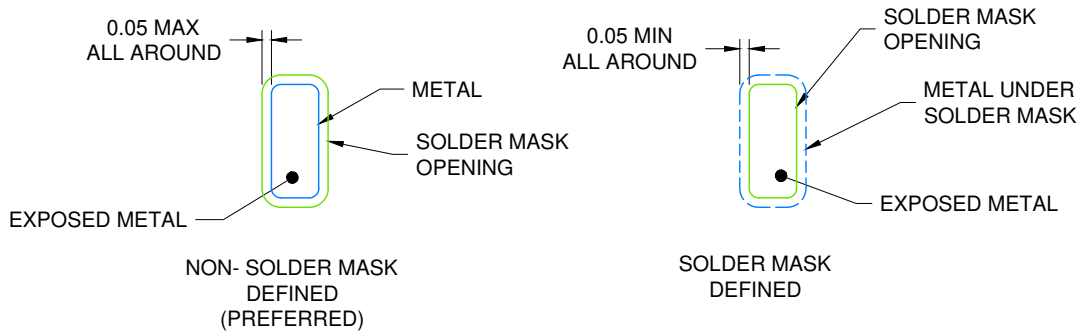 0.05 MAX
ALL AROUND
METAL
SOLDER MASK
OPENING
EXPOSED METAL
NON- SOLDER MASK
DEFINED
(PREFERRED)
0.05 MIN
ALL AROUND
SOLDER MASK
OPENING
METAL UNDER
SOLDER MASK
EXPOSED METAL
SOLDER MASK
DEFINED